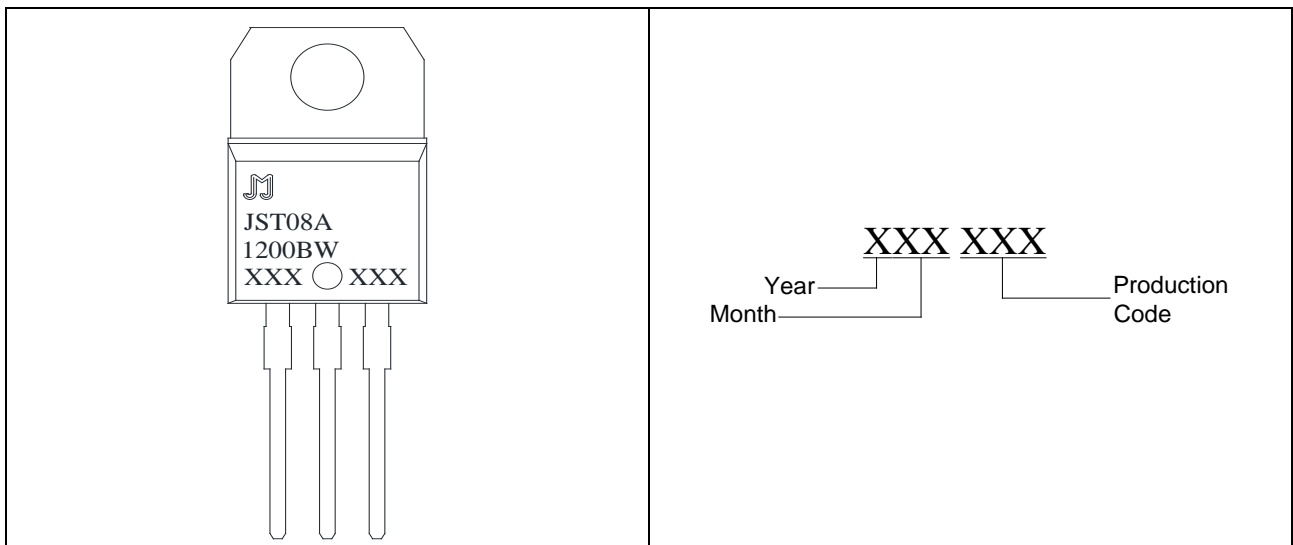 JST08A
1200BW
XXX XXX
XXX XXX
Year
Month
Production
Code